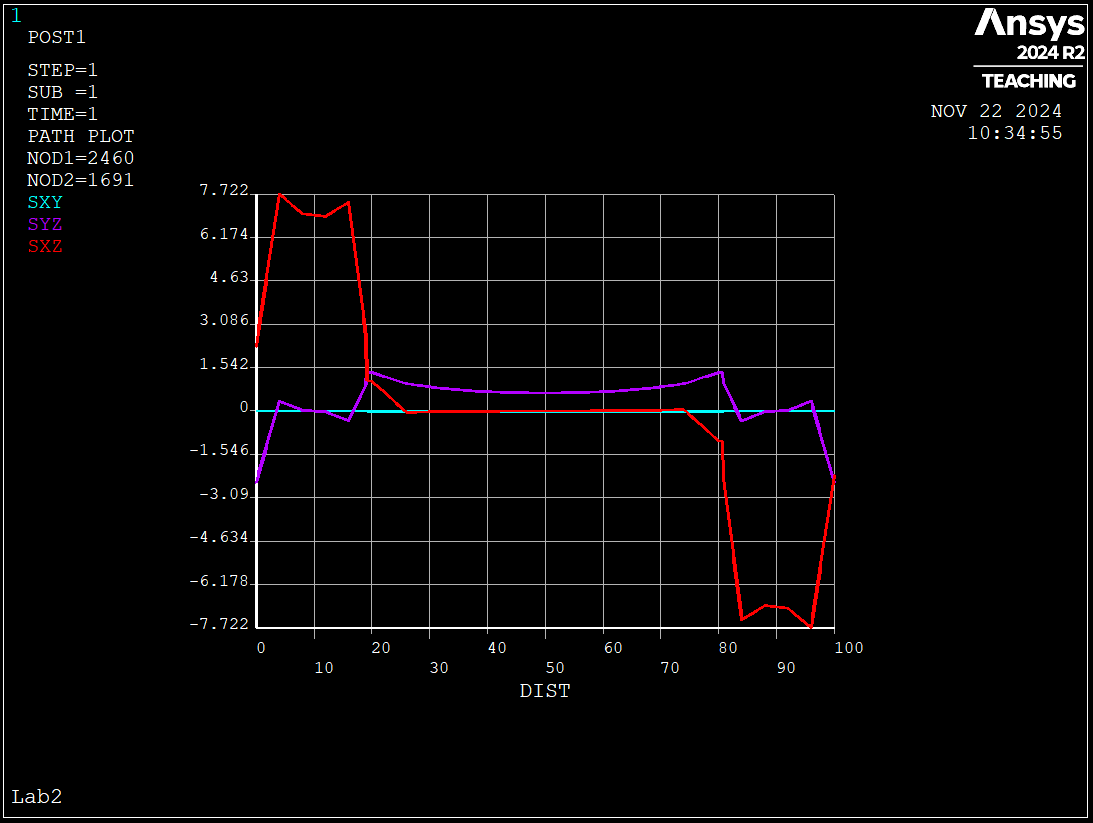 1
POST1
STEP=1
SUB =1
TIME=1
PATH PLOT
NOD1=2460
NOD2=1691
SXY
SYZ
SXZ
Ansys
2024 R2
TEACHING
NOV 22 2024
10:34:55
7.722
6.174
4.63
3.086
1.542
0
-1.546
-3.09
-4.634
-6.178
-7.722
0 20 40 60 80 100
10 30 50 70 90
DIST
Lab2